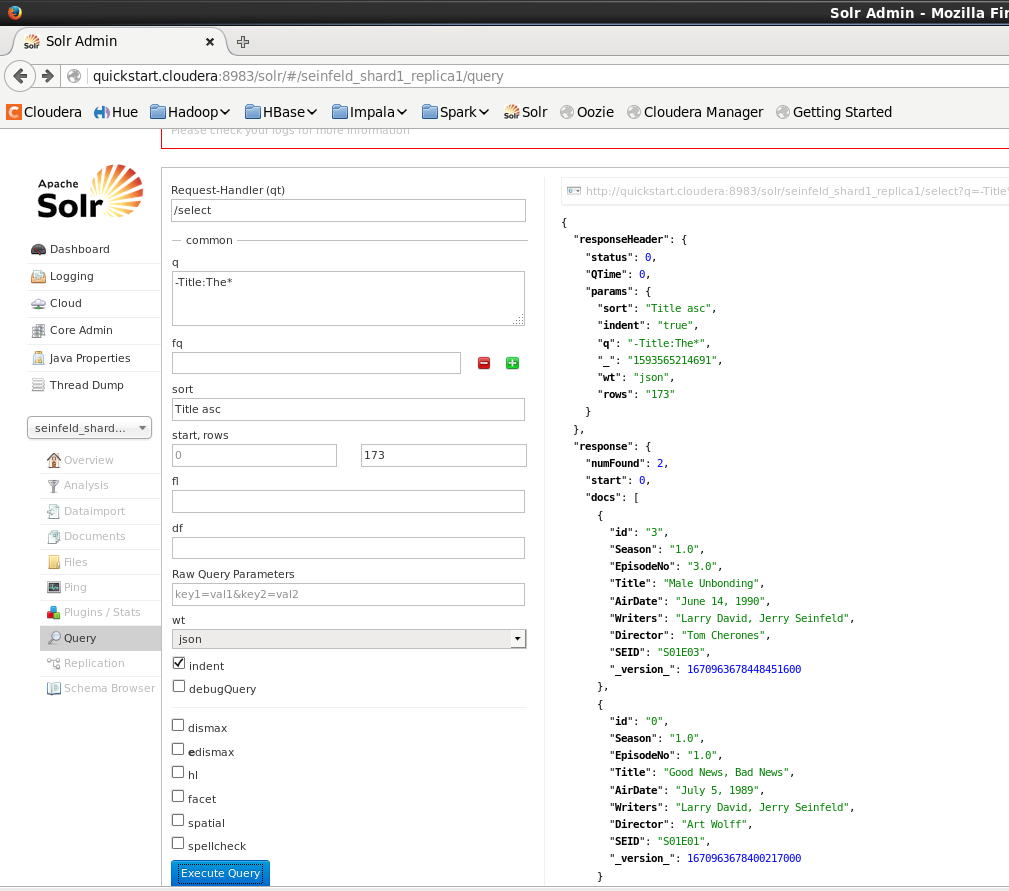 Solr Admin - Mozilla Fir
Solr Admin
quickstart.cloudera:8983/solr/#/seinfeld_shard1_replica1/query
Cloudera Hue Hadoop HBase Impala Spark Solr Oozie Cloudera Manager Getting Started
Please check your logs for more information
Apache
Solr
Dashboard
Logging
Cloud
Core Admin
Java Properties
Thread Dump
seinfeld_shard...
Overview
Analysis
Dataimport
Documents
Files
Ping
Plugins / Stats
Query
Replication
Schema Browser
Request-Handler (qt)
/select
common
q
-Title:The*
fq
sort
Title asc
start, rows
0 173
fl
df
Raw Query Parameters
key1=val1&key2=val2
wt
json
indent
debugQuery
dismax
edismax
hl
facet
spatial
spellcheck
Execute Query
http://quickstart.cloudera:8983/solr/seinfeld_shard1_replica1/select?q=-Title
{
"responseHeader": {
"status": 0,
"QTime": 0,
"params": {
"sort": "Title asc",
"indent": "true",
"q": "-Title:The*",
"_": "1593565214691",
"wt": "json",
"rows": "173"
}
},
"response": {
"numFound": 2,
"start": 0,
"docs": [
{
"id": "3",
"Season": "1.0",
"EpisodeNo": "3.0",
"Title": "Male Unbonding",
"AirDate": "June 14, 1990",
"Writers": "Larry David, Jerry Seinfeld",
"Director": "Tom Cherones",
"SEID": "S01E03",
"_version_": 1670963678448451600
},
{
"id": "0",
"Season": "1.0",
"EpisodeNo": "1.0",
"Title": "Good News, Bad News",
"AirDate": "July 5, 1989",
"Writers": "Larry David, Jerry Seinfeld",
"Director": "Art Wolff",
"SEID": "S01E01",
"_version_": 1670963678400217000
}